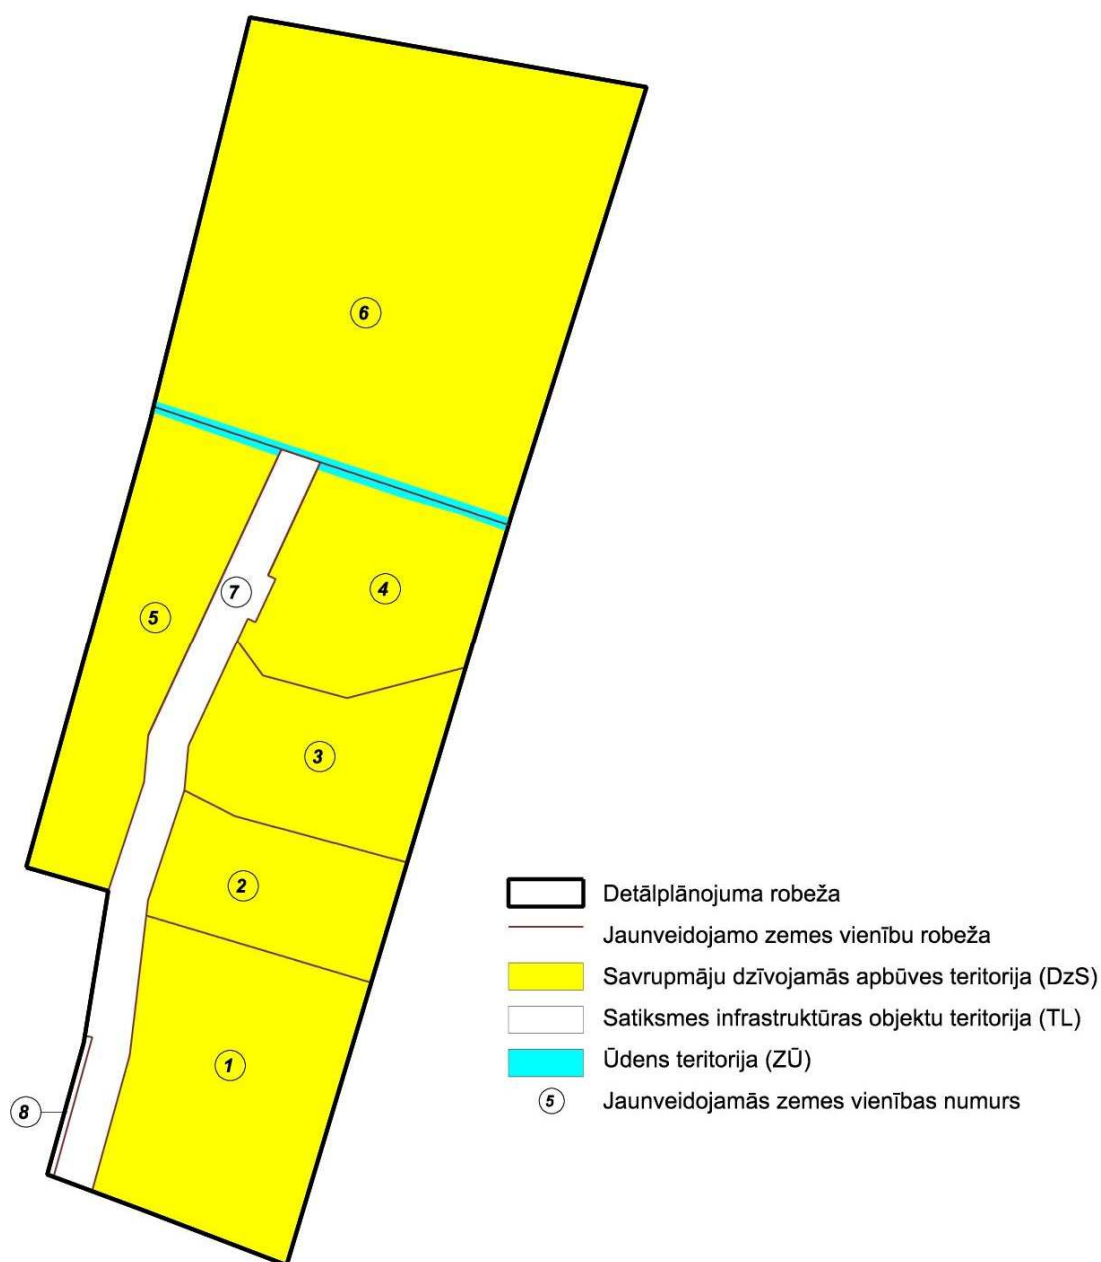 6
7
4
5
3
2
1
8
Detālplānojuma robeža
Jaunveidojamo zemes vienību robeža
Savrupmāju dzīvojamās apbūves teritorija (DzS)
Satiksmes infrastruktūras objektu teritorija (TL)
Ūdens teritorija (ZŪ)
5 Jaunveidojamās zemes vienības numurs